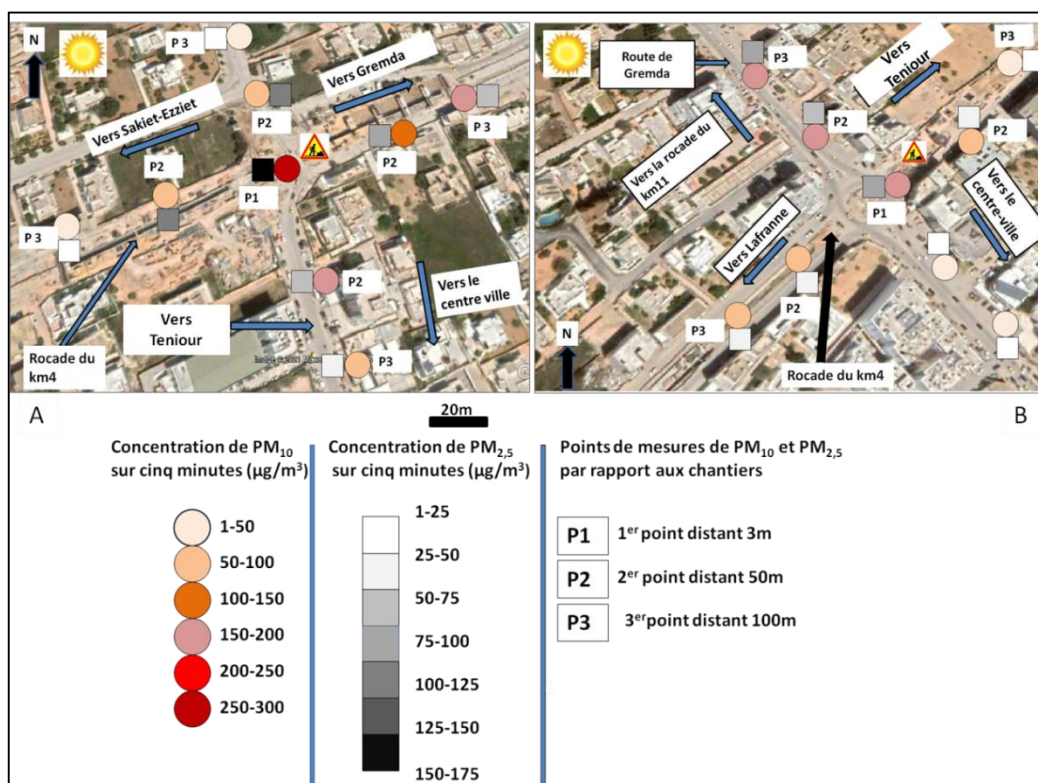 N
P 3
Vers Gremda
Vers Sakiet-Ezziet
P2
P 3
P2
P2
P1
P 3
P2
Vers le
centre ville
Vers
Teniour
Rocade du
km4
P3
A
Route de
Gremda
P3
Vers
Teniour
P3
P2
Vers la rocade du
km11
P2
P1
Vers le
centre-ville
Vers Lafranne
P2
P3
N
Rocade du km4
B
20m
Concentration de PM10
sur cinq minutes (µg/m³)
1-50
50-100
100-150
150-200
200-250
250-300
Concentration de PM2,5
sur cinq minutes (µg/m³)
1-25
25-50
50-75
75-100
100-125
125-150
150-175
Points de mesures de PM10 et PM2,5
par rapport aux chantiers
P1 1er point distant 3m
P2 2er point distant 50m
P3 3er point distant 100m